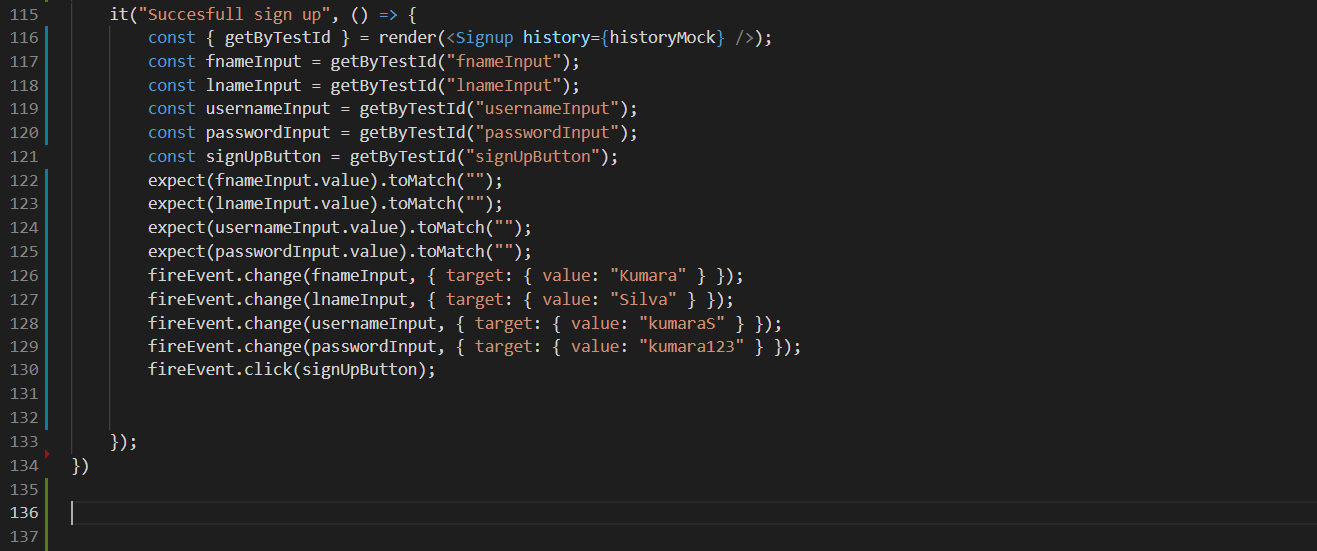 115 it("Succesfull sign up", () => {
116 const { getByTestId } = render(<Signup history={historyMock} />);
117 const fnameInput = getByTestId("fnameInput");
118 const lnameInput = getByTestId("lnameInput");
119 const usernameInput = getByTestId("usernameInput");
120 const passwordInput = getByTestId("passwordInput");
121 const signUpButton = getByTestId("signUpButton");
122 expect(fnameInput.value).toMatch("");
123 expect(lnameInput.value).toMatch("");
124 expect(usernameInput.value).toMatch("");
125 expect(passwordInput.value).toMatch("");
126 fireEvent.change(fnameInput, { target: { value: "Kumara" } });
127 fireEvent.change(lnameInput, { target: { value: "Silva" } });
128 fireEvent.change(usernameInput, { target: { value: "kumaraS" } });
129 fireEvent.change(passwordInput, { target: { value: "kumara123" } });
130 fireEvent.click(signUpButton);
131
132
133 });
134 })
135
136
137